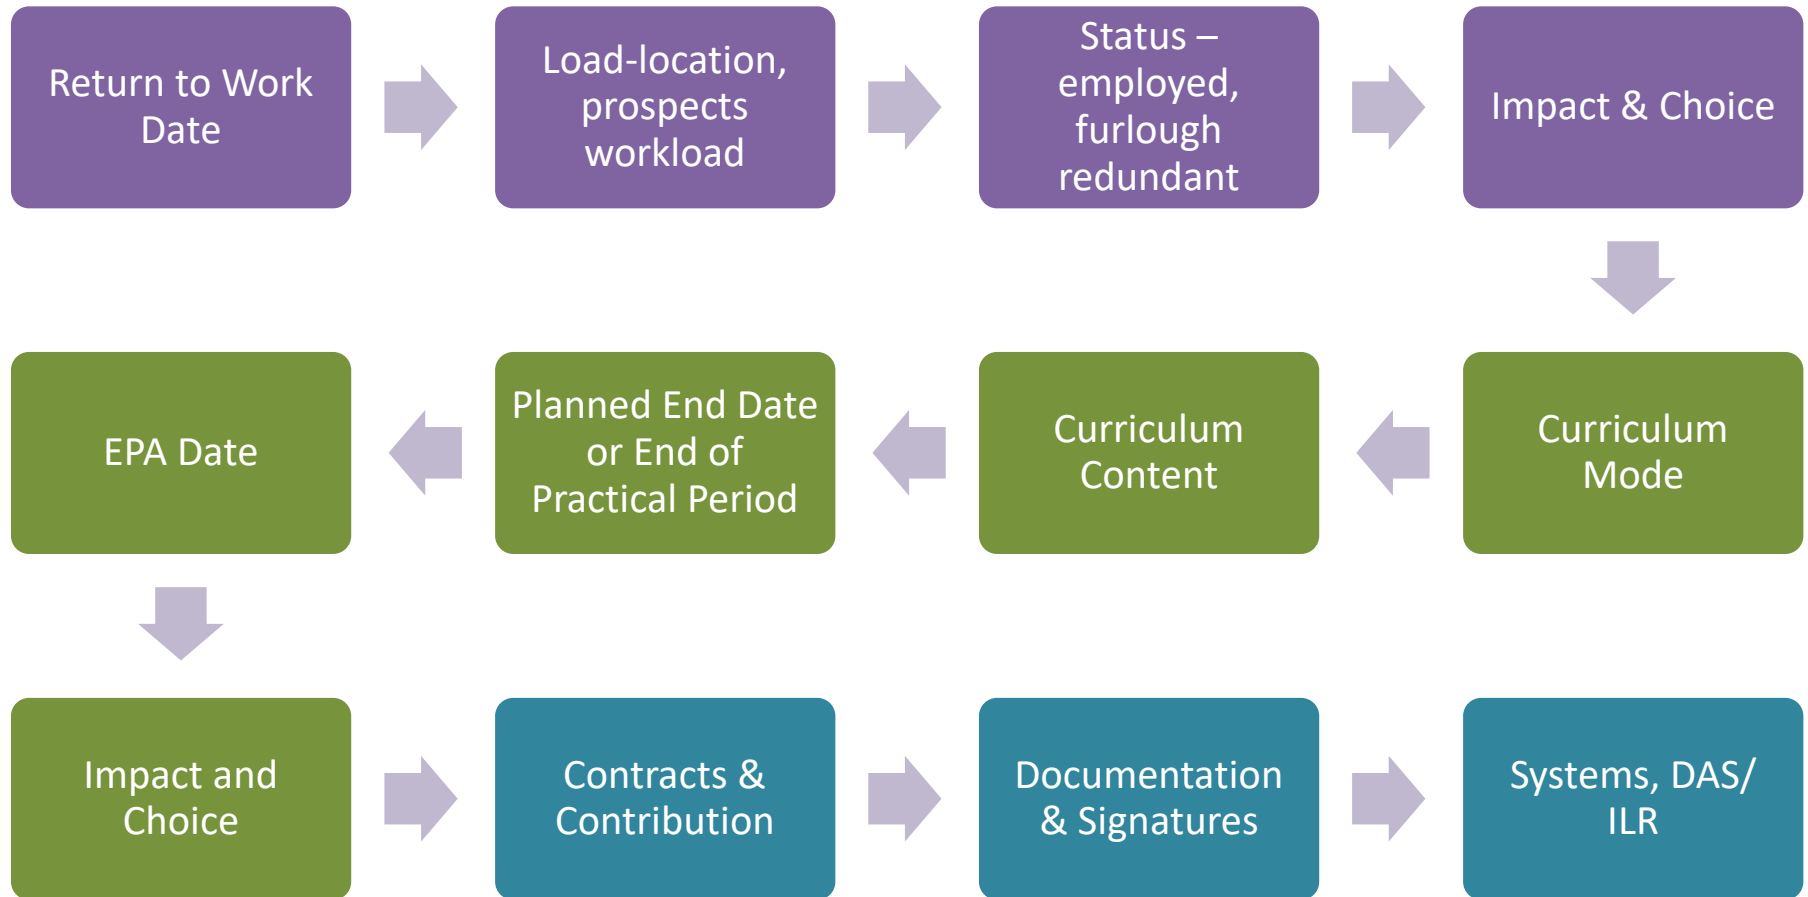 Return to Work
Date
Load-location,
prospects
workload
Status –
employed,
furlough
redundant
Impact & Choice
Curriculum
Mode
Curriculum
Content
Planned End Date
or End of
Practical Period
EPA Date
Impact and
Choice
Contracts &
Contribution
Documentation
& Signatures
Systems, DAS/
ILR